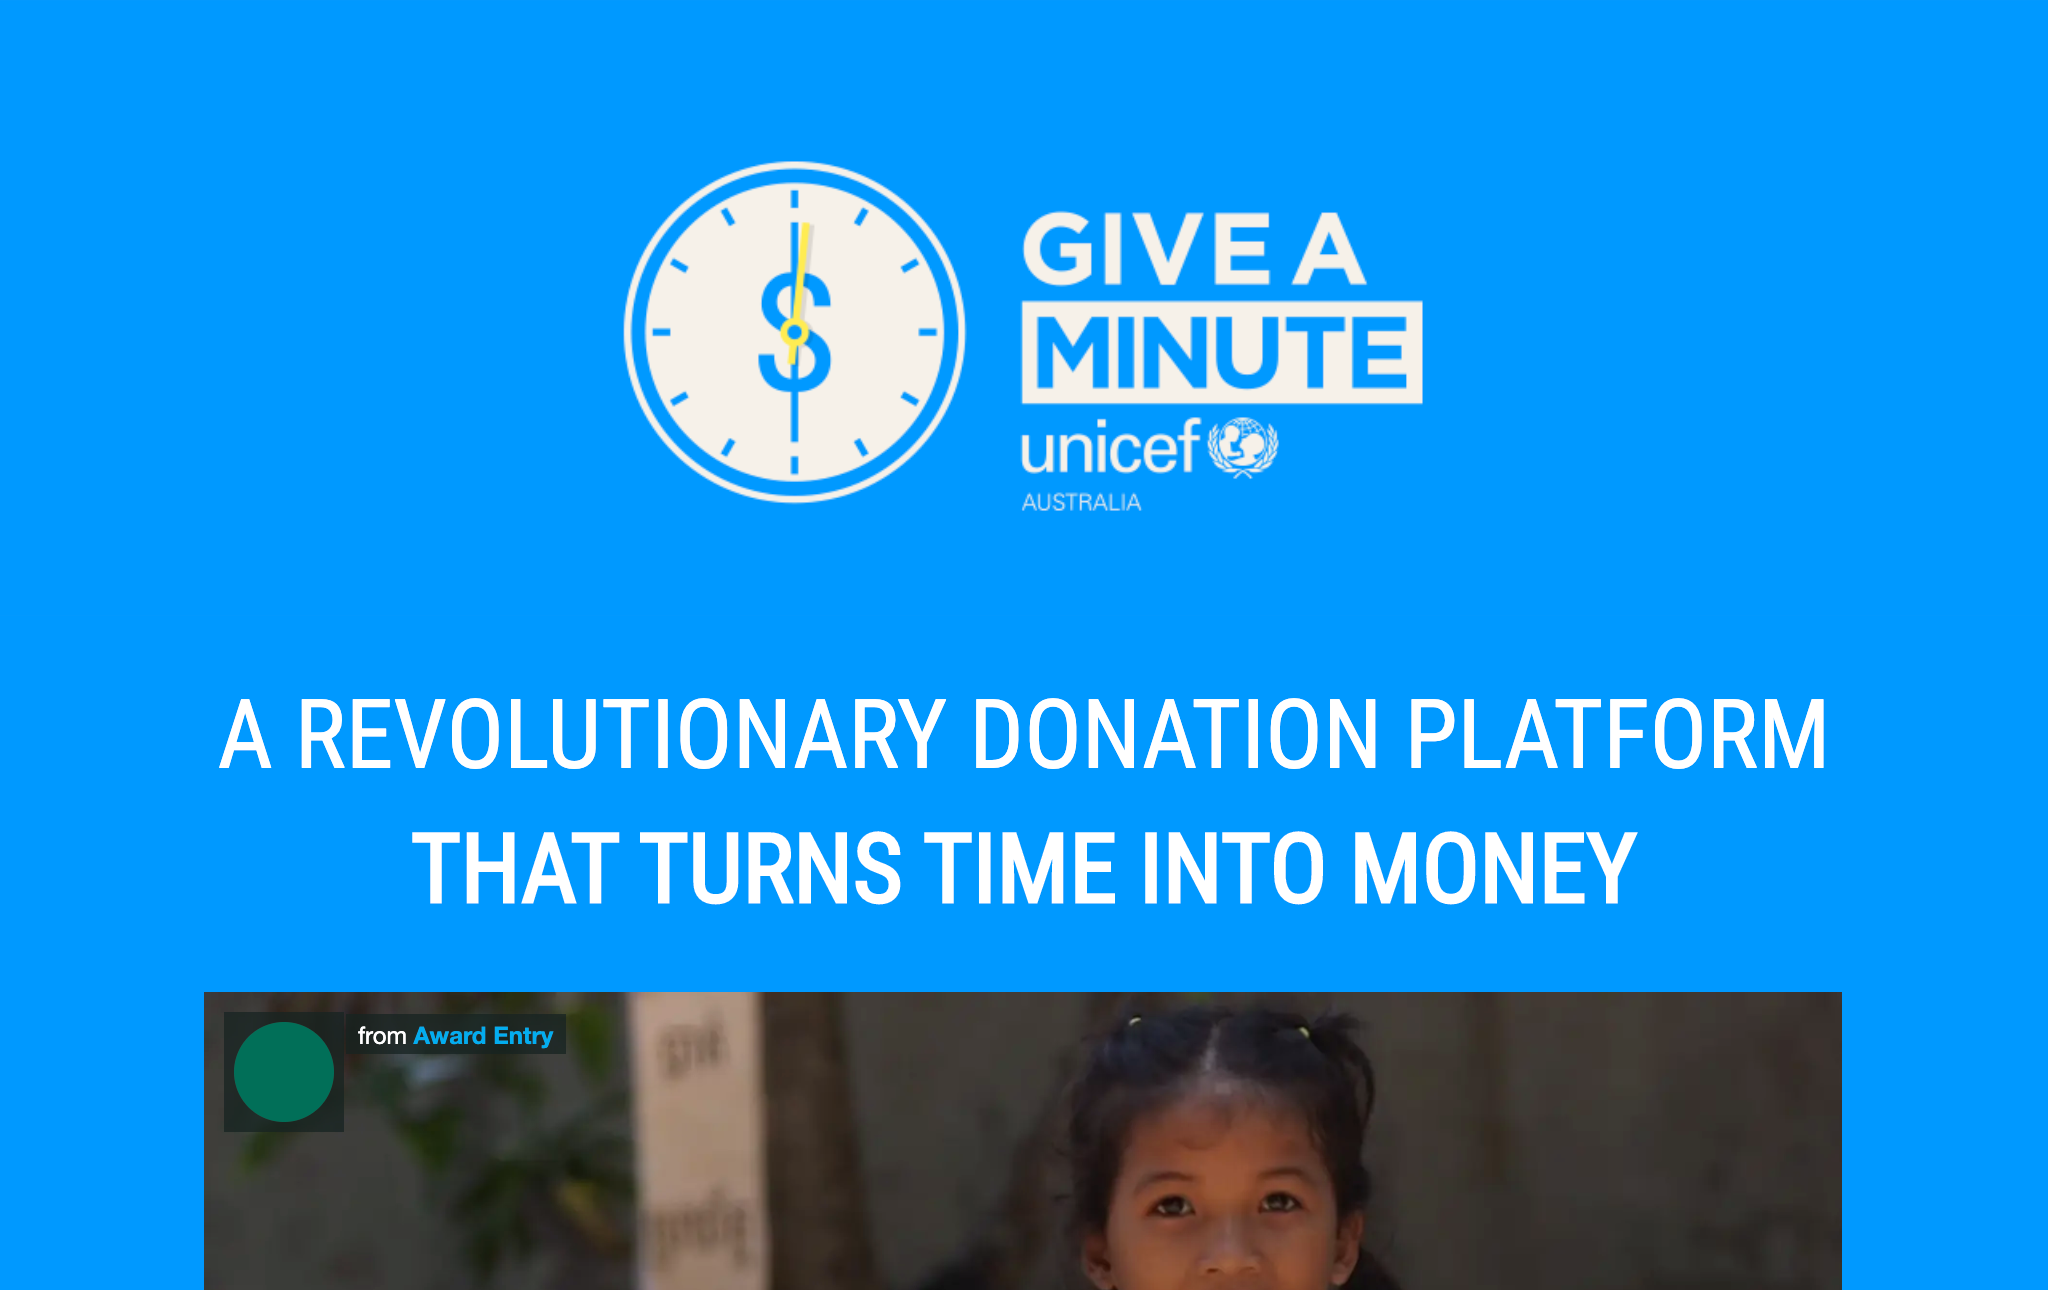 $
GIVE A
MINUTE
unicef
AUSTRALIA
A REVOLUTIONARY DONATION PLATFORM
THAT TURNS TIME INTO MONEY
from Award Entry